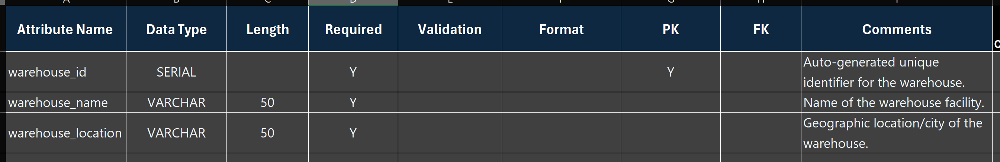 A B C D E F G H I
Attribute Name Data Type Length Required Validation Format PK FK Comments
warehouse_id SERIAL Y Y Auto-generated unique
identifier for the warehouse.
warehouse_name VARCHAR 50 Y Name of the warehouse facility.
warehouse_location VARCHAR 50 Y Geographic location/city of the
warehouse.